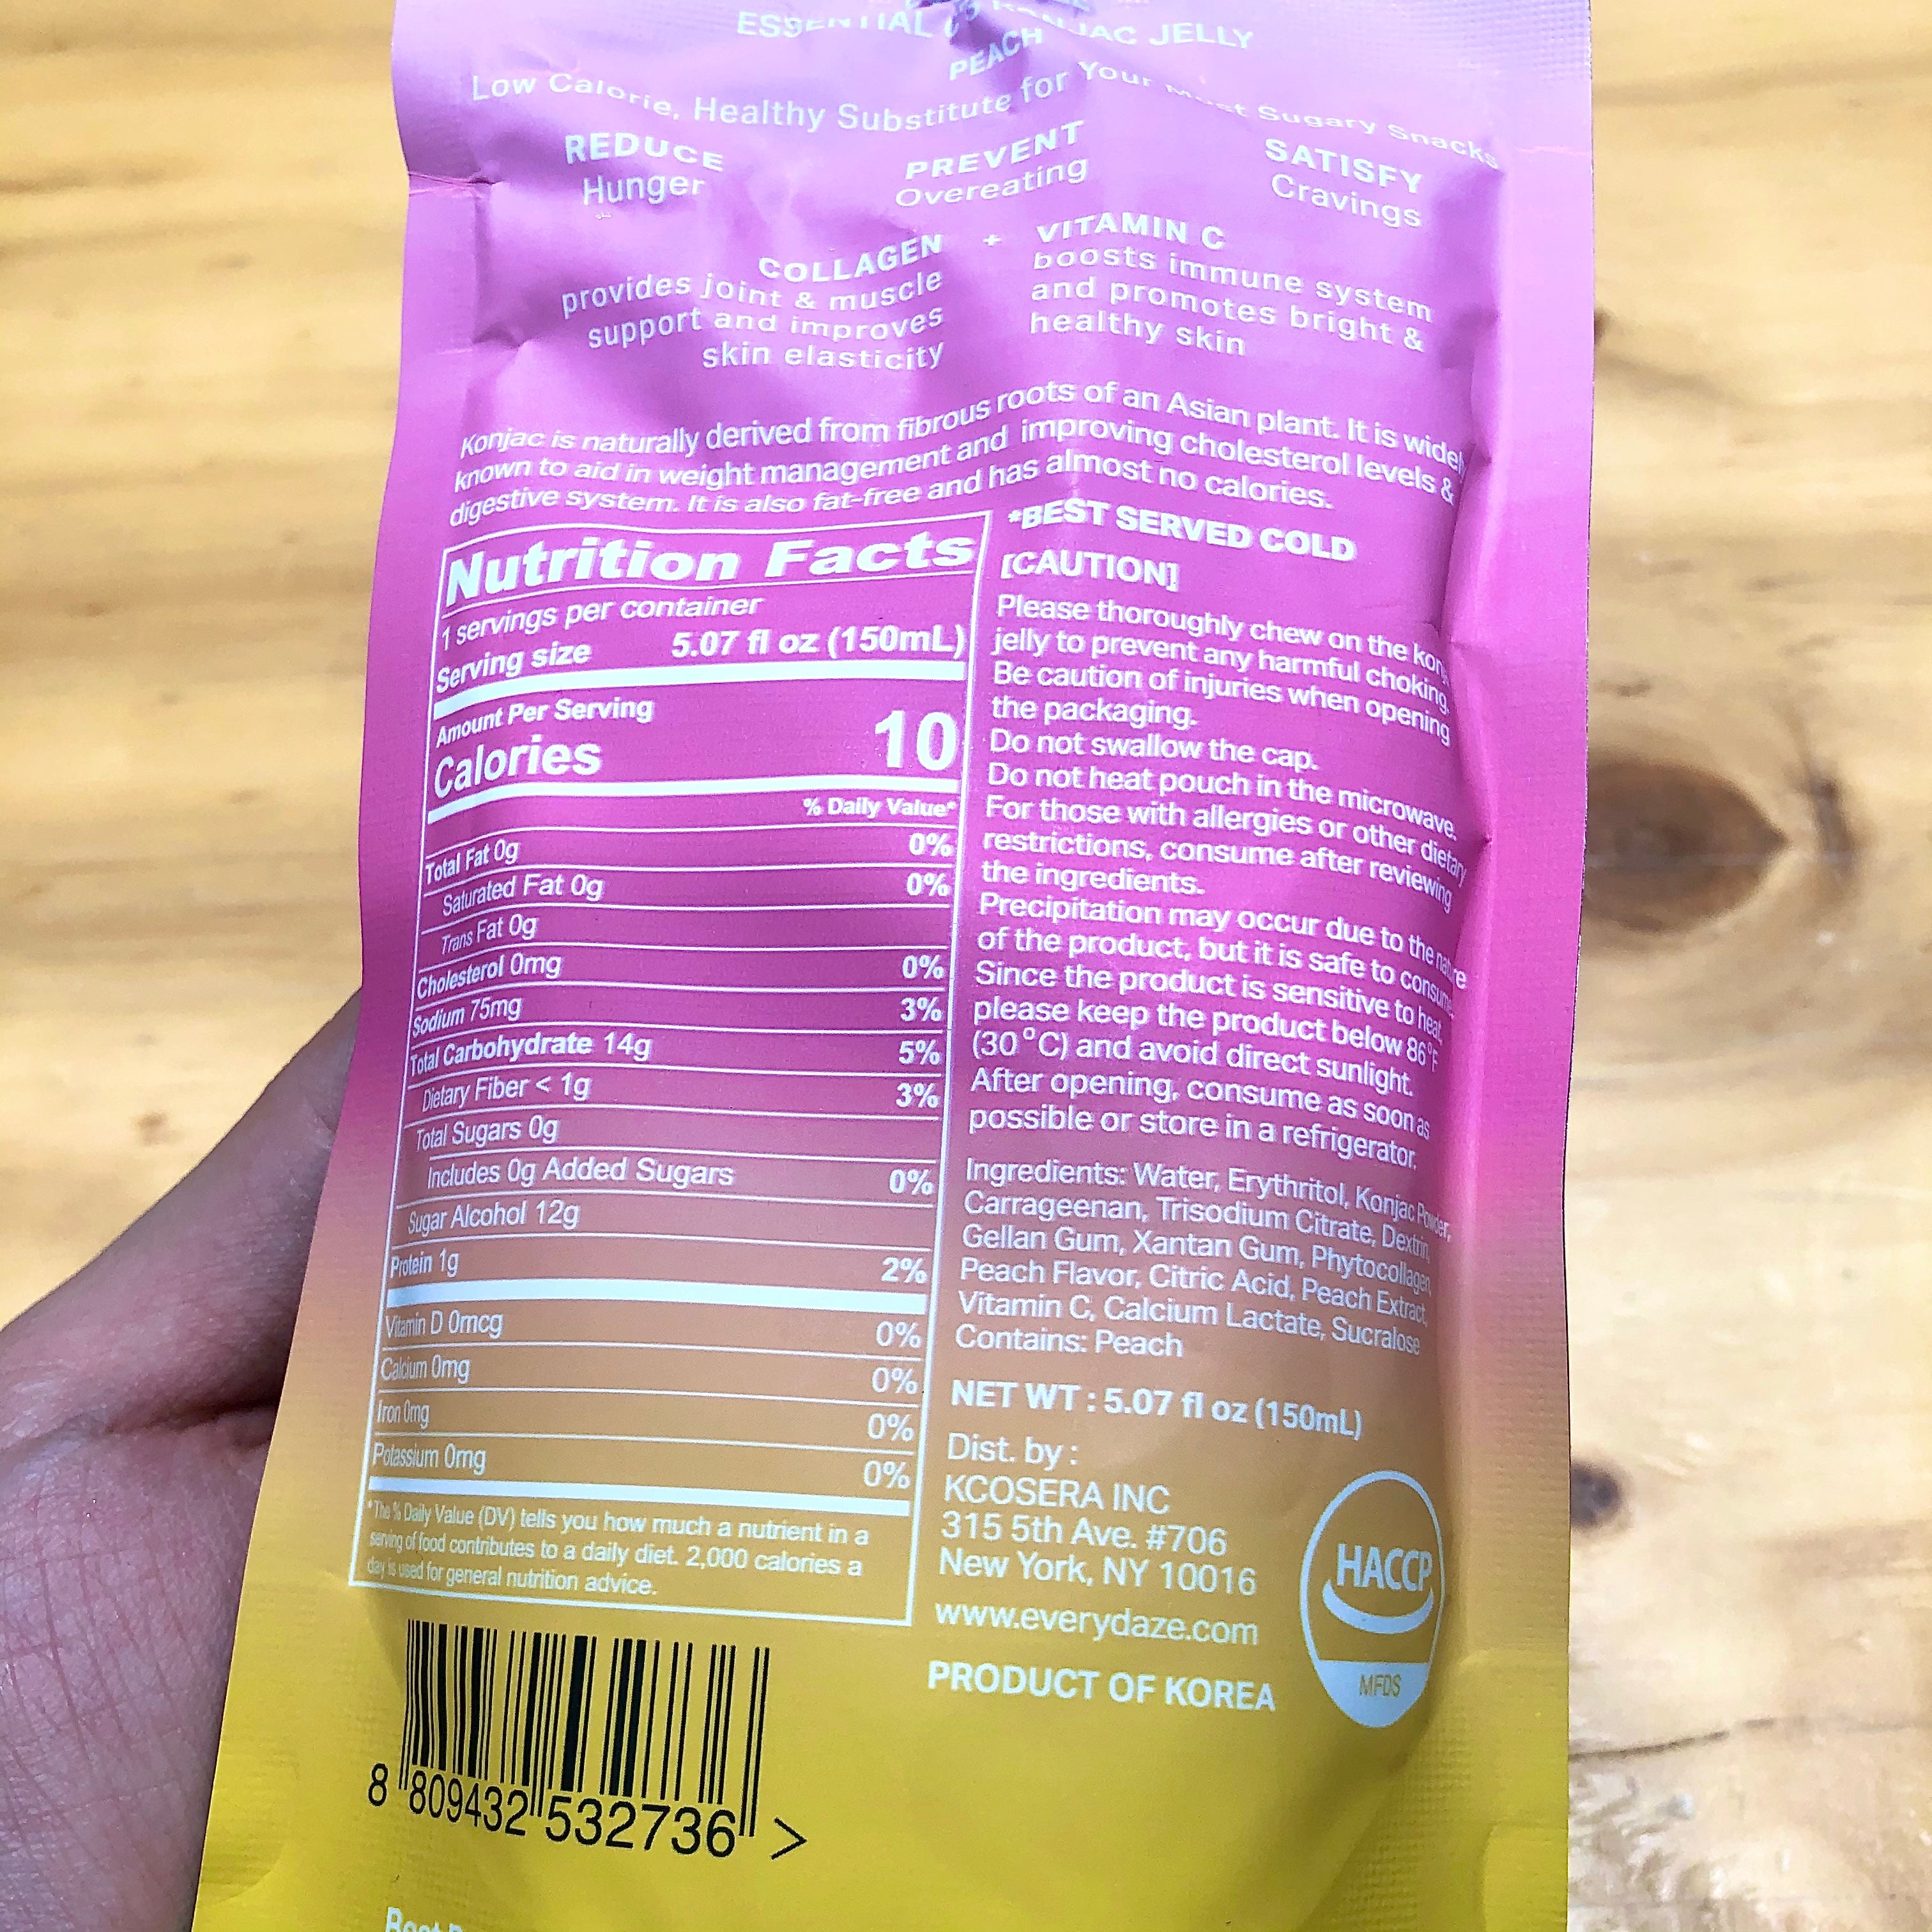 ESSENTIAL C3 KONJAC JELLY
PEACH
Low Calorie, Healthy Substitute for Your Most Sugary Snacks
REDUCE
Hunger
PREVENT
Overeating
SATISFY
Cravings
COLLAGEN
provides joint & muscle
support and improves
skin elasticity
+
VITAMIN C
boosts immune system
and promotes bright &
healthy skin
Konjac is naturally derived from fibrous roots of an Asian plant. It is widely
known to aid in weight management and improving cholesterol levels &
digestive system. It is also fat-free and has almost no calories.
Nutrition Facts
1 servings per container
Serving size 5.07 fl oz (150mL)
Amount Per Serving
Calories 10
% Daily Value*
Total Fat 0g 0%
Saturated Fat 0g 0%
Trans Fat 0g
Cholesterol 0mg 0%
Sodium 75mg 3%
Total Carbohydrate 14g 5%
Dietary Fiber < 1g 3%
Total Sugars 0g
Includes 0g Added Sugars 0%
Sugar Alcohol 12g
Protein 1g 2%
Vitamin D 0mcg 0%
Calcium 0mg 0%
Iron 0mg 0%
Potassium 0mg 0%
*The % Daily Value (DV) tells you how much a nutrient in a
serving of food contributes to a daily diet. 2,000 calories a
day is used for general nutrition advice.
*BEST SERVED COLD
[CAUTION]
Please thoroughly chew on the
jelly to prevent any harmful choking.
Be caution of injuries when opening
the packaging.
Do not swallow the cap.
Do not heat pouch in the microwave.
For those with allergies or other dietary
restrictions, consume after reviewing
the ingredients.
Precipitation may occur due to the nature
of the product, but it is safe to consume.
Since the product is sensitive to heat,
please keep the product below 86°F
(30°C) and avoid direct sunlight.
After opening, consume as soon as
possible or store in a refrigerator.
Ingredients: Water, Erythritol, Konjac Powder,
Carrageenan, Trisodium Citrate, Dextrin,
Gellan Gum, Xantan Gum, Phytocollagen,
Peach Flavor, Citric Acid, Peach Extract,
Vitamin C, Calcium Lactate, Sucralose
Contains: Peach
NET WT : 5.07 fl oz (150mL)
Dist. by :
KCOSERA INC
315 5th Ave. #706
New York, NY 10016
www.everydaze.com
PRODUCT OF KOREA
HACCP
MFDS
8 809432 532736 >